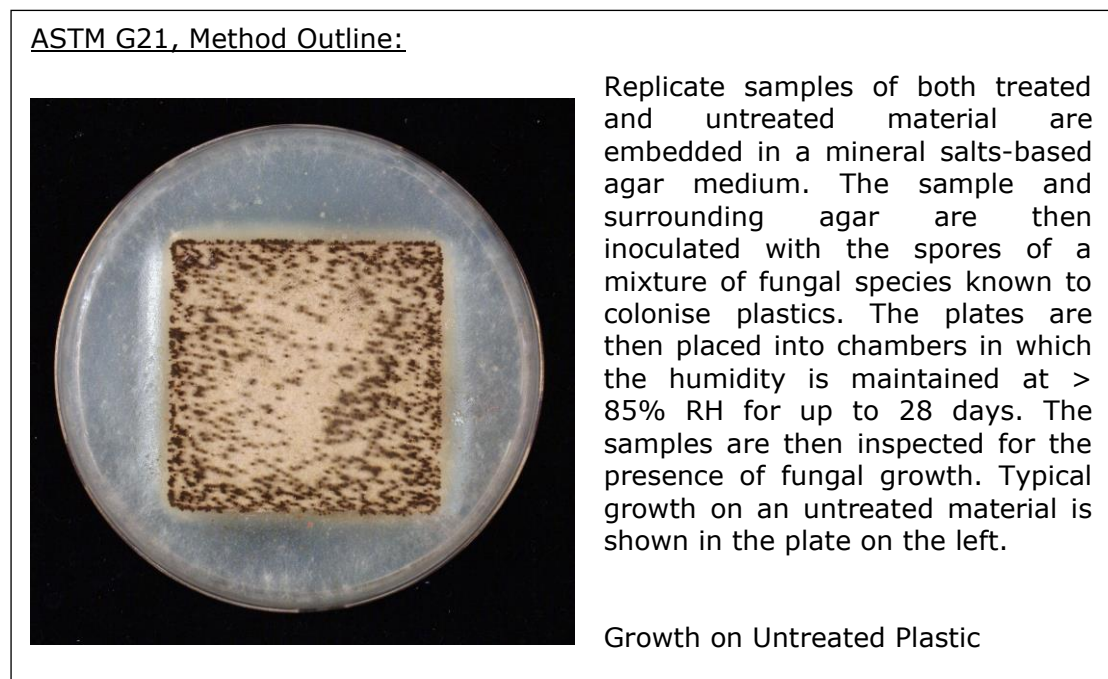 ASTM G21, Method Outline:
Replicate samples of both treated
and untreated material are
embedded in a mineral salts-based
agar medium. The sample and
surrounding agar are then
inoculated with the spores of a
mixture of fungal species known to
colonise plastics. The plates are
then placed into chambers in which
the humidity is maintained at >
85% RH for up to 28 days. The
samples are then inspected for the
presence of fungal growth. Typical
growth on an untreated material is
shown in the plate on the left.
Growth on Untreated Plastic